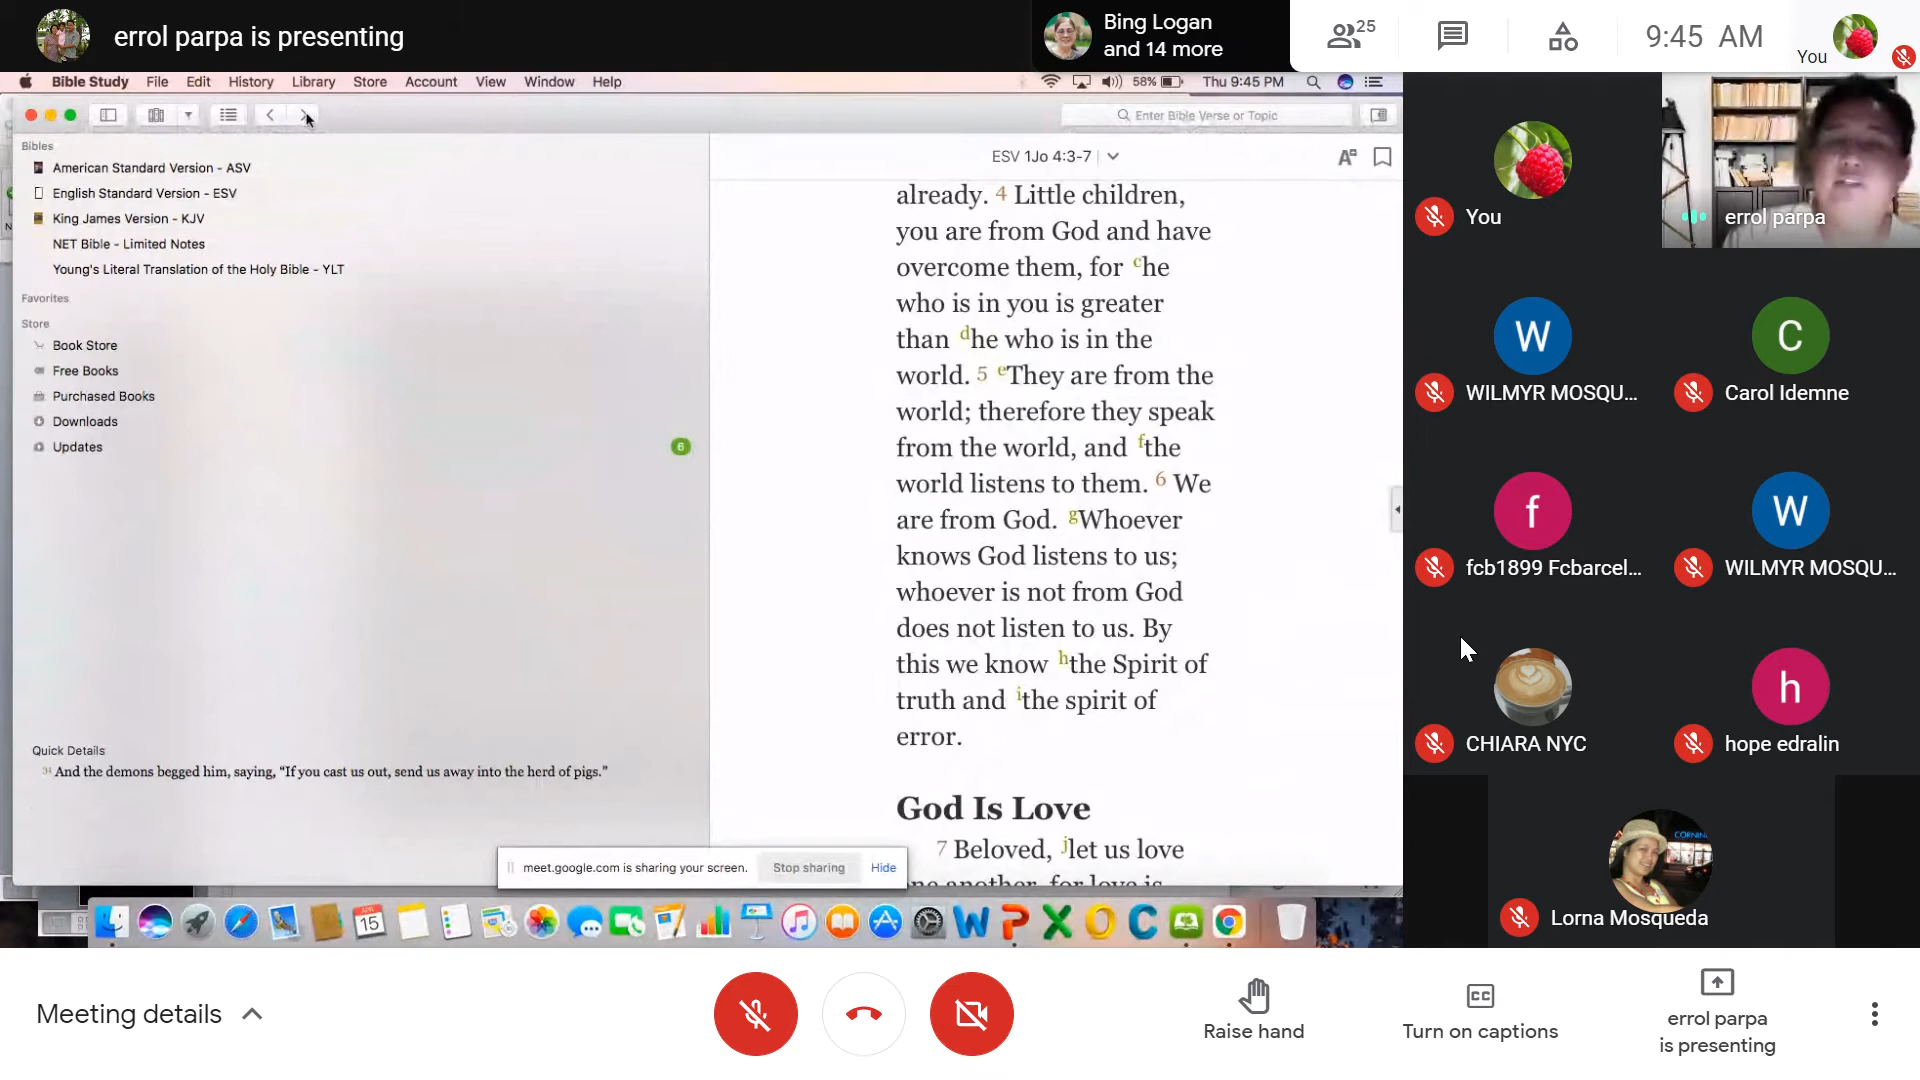 errol parpa is presenting
Bing Logan
and 14 more
25
9:45 AM
You
Bible Study File Edit History Library Store Account View Window Help
58% Thu 9:45 PM
Enter Bible Verse or Topic
Bibles
American Standard Version - ASV
English Standard Version - ESV
King James Version - KJV
NET Bible - Limited Notes
Young's Literal Translation of the Holy Bible - YLT
Favorites
Store
Book Store
Free Books
Purchased Books
Downloads
Updates
6
Quick Details
31 And the demons begged him, saying, “If you cast us out, send us away into the herd of pigs.”
ESV 1Jo 4:3-7
already. 4 Little children,
you are from God and have
overcome them, for che
who is in you is greater
than dhe who is in the
world. 5 eThey are from the
world; therefore they speak
from the world, and fthe
world listens to them. 6 We
are from God. gWhoever
knows God listens to us;
whoever is not from God
does not listen to us. By
this we know hthe Spirit of
truth and ithe spirit of
error.
God Is Love
7 Beloved, jlet us love
one another, for love is
meet.google.com is sharing your screen. Stop sharing Hide
APR
15
You
errol parpa
W
WILMYR MOSQU...
C
Carol Idemne
f
fcb1899 Fcbarcel...
W
WILMYR MOSQU...
CHIARA NYC
h
hope edralin
CORNING
Lorna Mosqueda
Meeting details
Raise hand
CC
Turn on captions
errol parpa
is presenting